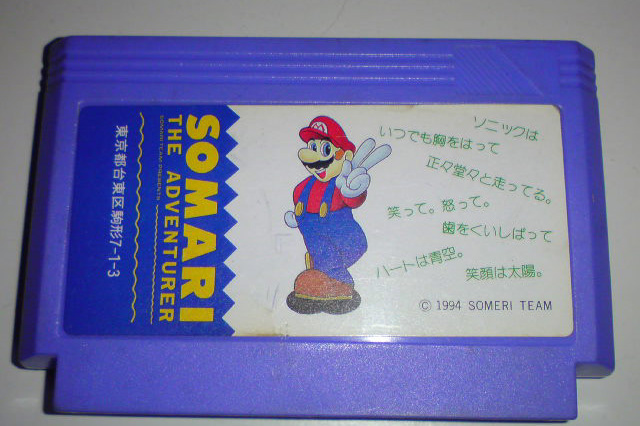 SOMARI
SOMARI TEAM PRESENTS
THE ADVENTURER
東京都台東区駒形7-1-3
ソニックは
いつでも胸をはって
正々堂々と走ってる。
笑って。怒って。
歯をくいしばって
ハートは青空。
笑顔は太陽。
© 1994 SOMERI TEAM